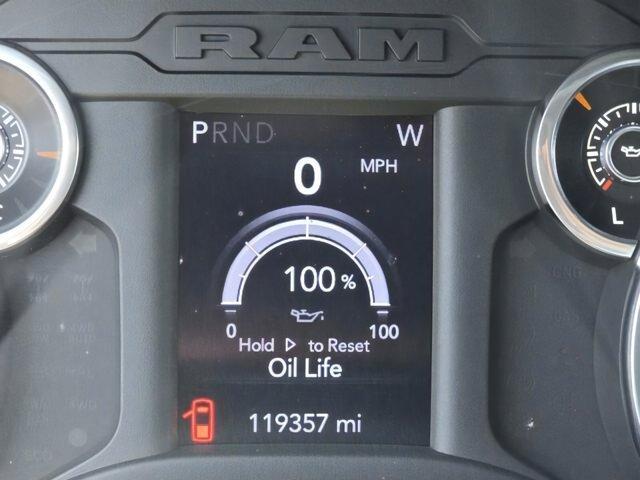 RAM
PRND W
0 MPH
100 %
0 100
Hold ▷ to Reset
Oil Life
119357 mi
L